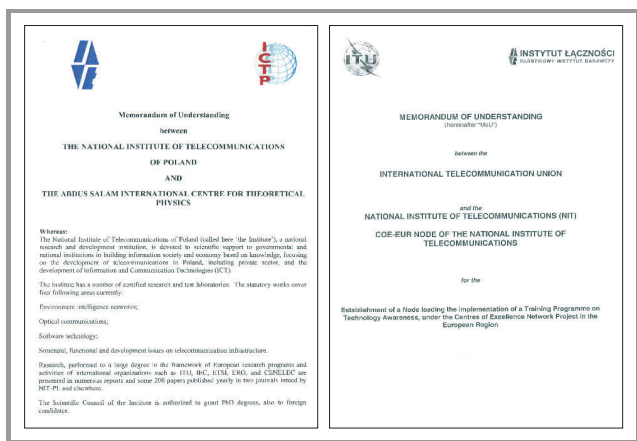 ICTP
Memorandum of Understanding
between
THE NATIONAL INSTITUTE OF TELECOMMUNICATIONS
OF POLAND
AND
THE ABDUS SALAM INTERNATIONAL CENTRE FOR THEORETICAL
PHYSICS
Whereas:
The National Institute of Telecommunications of Poland (called here 'the Institute'), a national
research and development institution, is devoted to scientific support to governmental and
national institutions in building information society and economy based on knowledge, focusing
on the development of telecommunications in Poland, including private sector, and the
development of Information and Communication Technologies (ICT).
The institute has a number of certified research and test laboratories. The statutory works cover
four following areas currently:
Environment intelligence networks;
Optical communications;
Software technology;
Structural, functional and development issues on telecommunication infrastructure.
Research, performed to a large degree in the framework of European research programs and
activities of international organizations such as ITU, IEC, ETSI, ERO, and CENELEC are
presented in numerous reports and some 200 papers published yearly in two journals issued by
NIT-PL and elsewhere.
The Scientific Council of the Institute is authorized to grant PhD degrees, also to foreign
candidates.
ITU
INSTYTUT ŁĄCZNOŚCI
PAŃSTWOWY INSTYTUT BADAWCZY
MEMORANDUM OF UNDERSTANDING
(hereinafter "MoU")
between the
INTERNATIONAL TELECOMMUNICATION UNION
and the
NATIONAL INSTITUTE OF TELECOMMUNICATIONS (NIT)
COE-EUR NODE OF THE NATIONAL INSTITUTE OF
TELECOMMUNICATIONS
for the
Establishment of a Node leading the implementation of a Training Programme on
Technology Awareness, under the Centres of Excellence Network Project in the
European Region